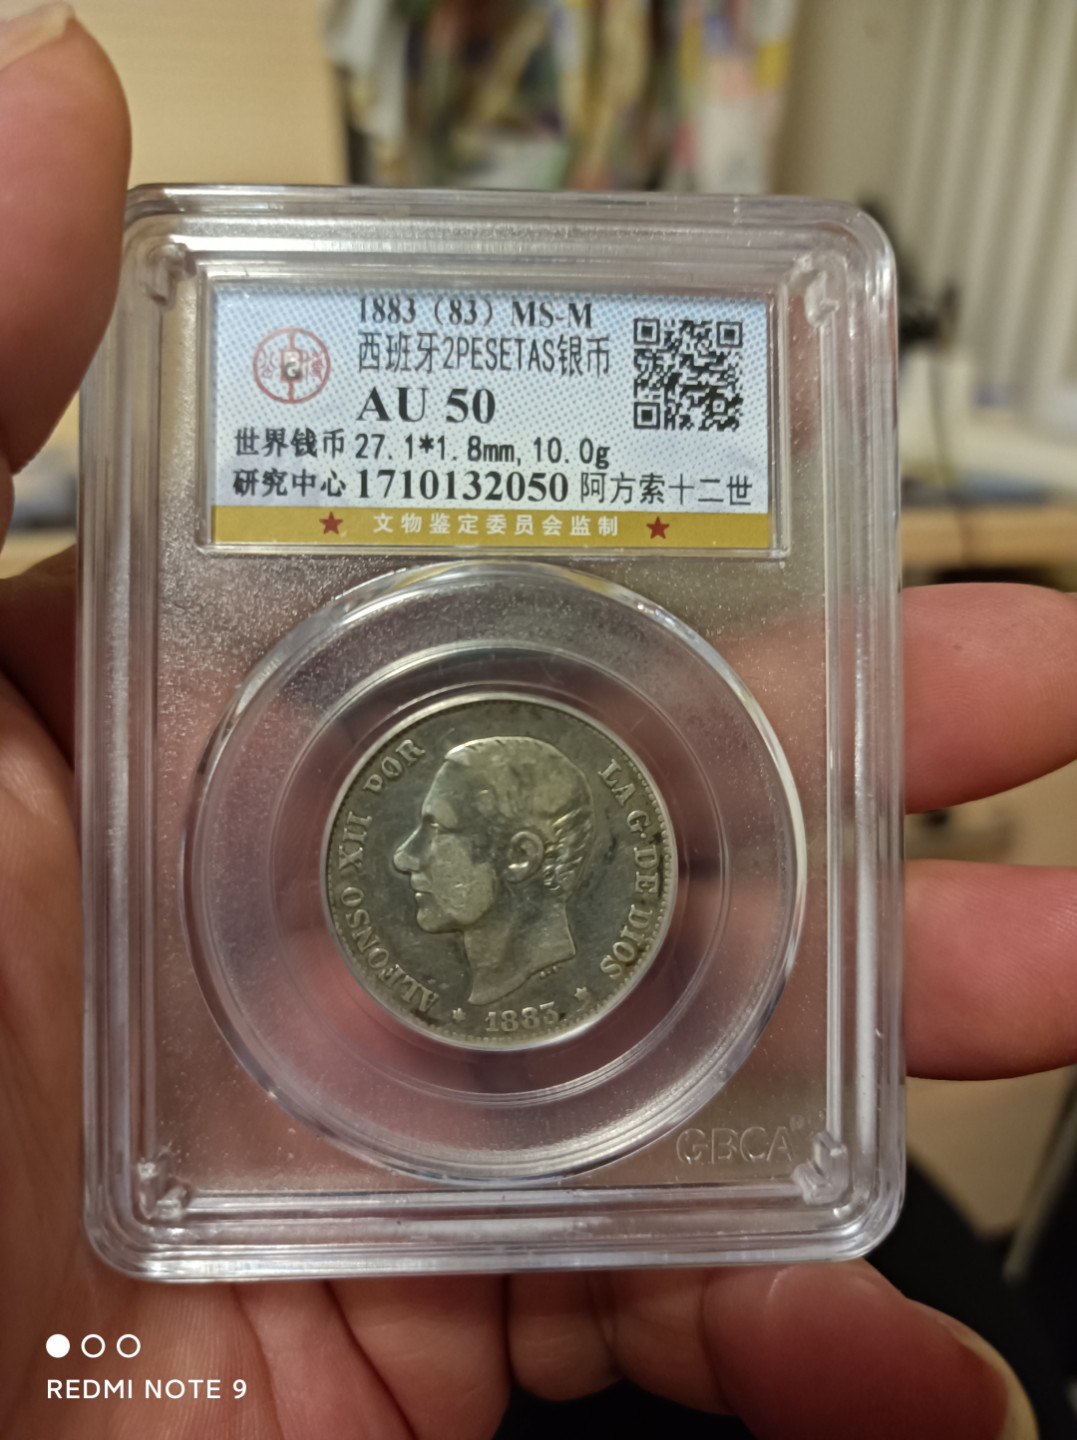 1883 (83) MS-M
西班牙2PESETAS银币
AU 50
世界钱币 27.1*1.8mm, 10.0g
研究中心 1710132050 阿方索十二世
★ 文物鉴定委员会监制 ★
ALFONSO XII POR LA G· DE· DIOS
* 1883 *
GBCA
REDMI NOTE 9